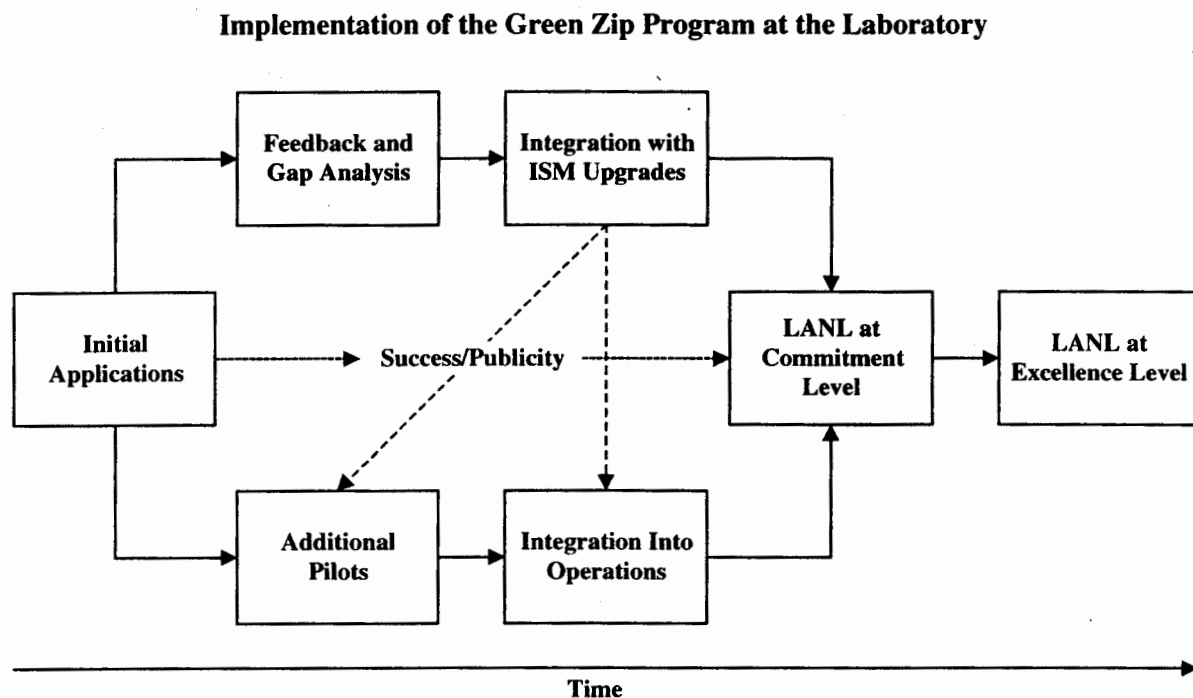 Implementation of the Green Zip Program at the Laboratory
Feedback and
Gap Analysis
Integration with
ISM Upgrades
Initial
Applications
Success/Publicity
LANL at
Commitment
Level
LANL at
Excellence Level
Additional
Pilots
Integration Into
Operations
Time